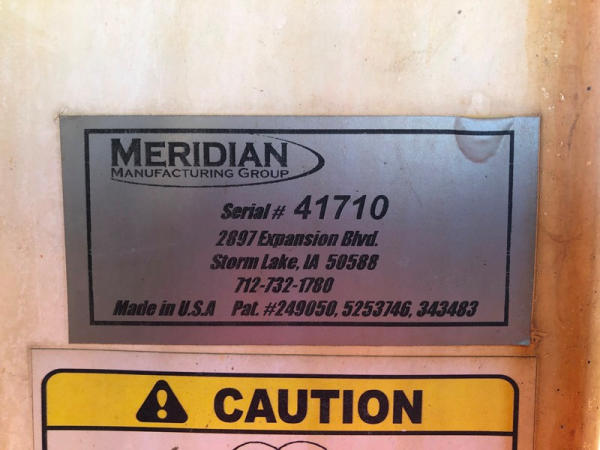 MERIDIAN
MANUFACTURING GROUP
Serial # 41710
2897 Expansion Blvd.
Storm Lake, IA 50588
712-732-1780
Made in U.S.A Pat. #249050, 5253746, 343483
CAUTION